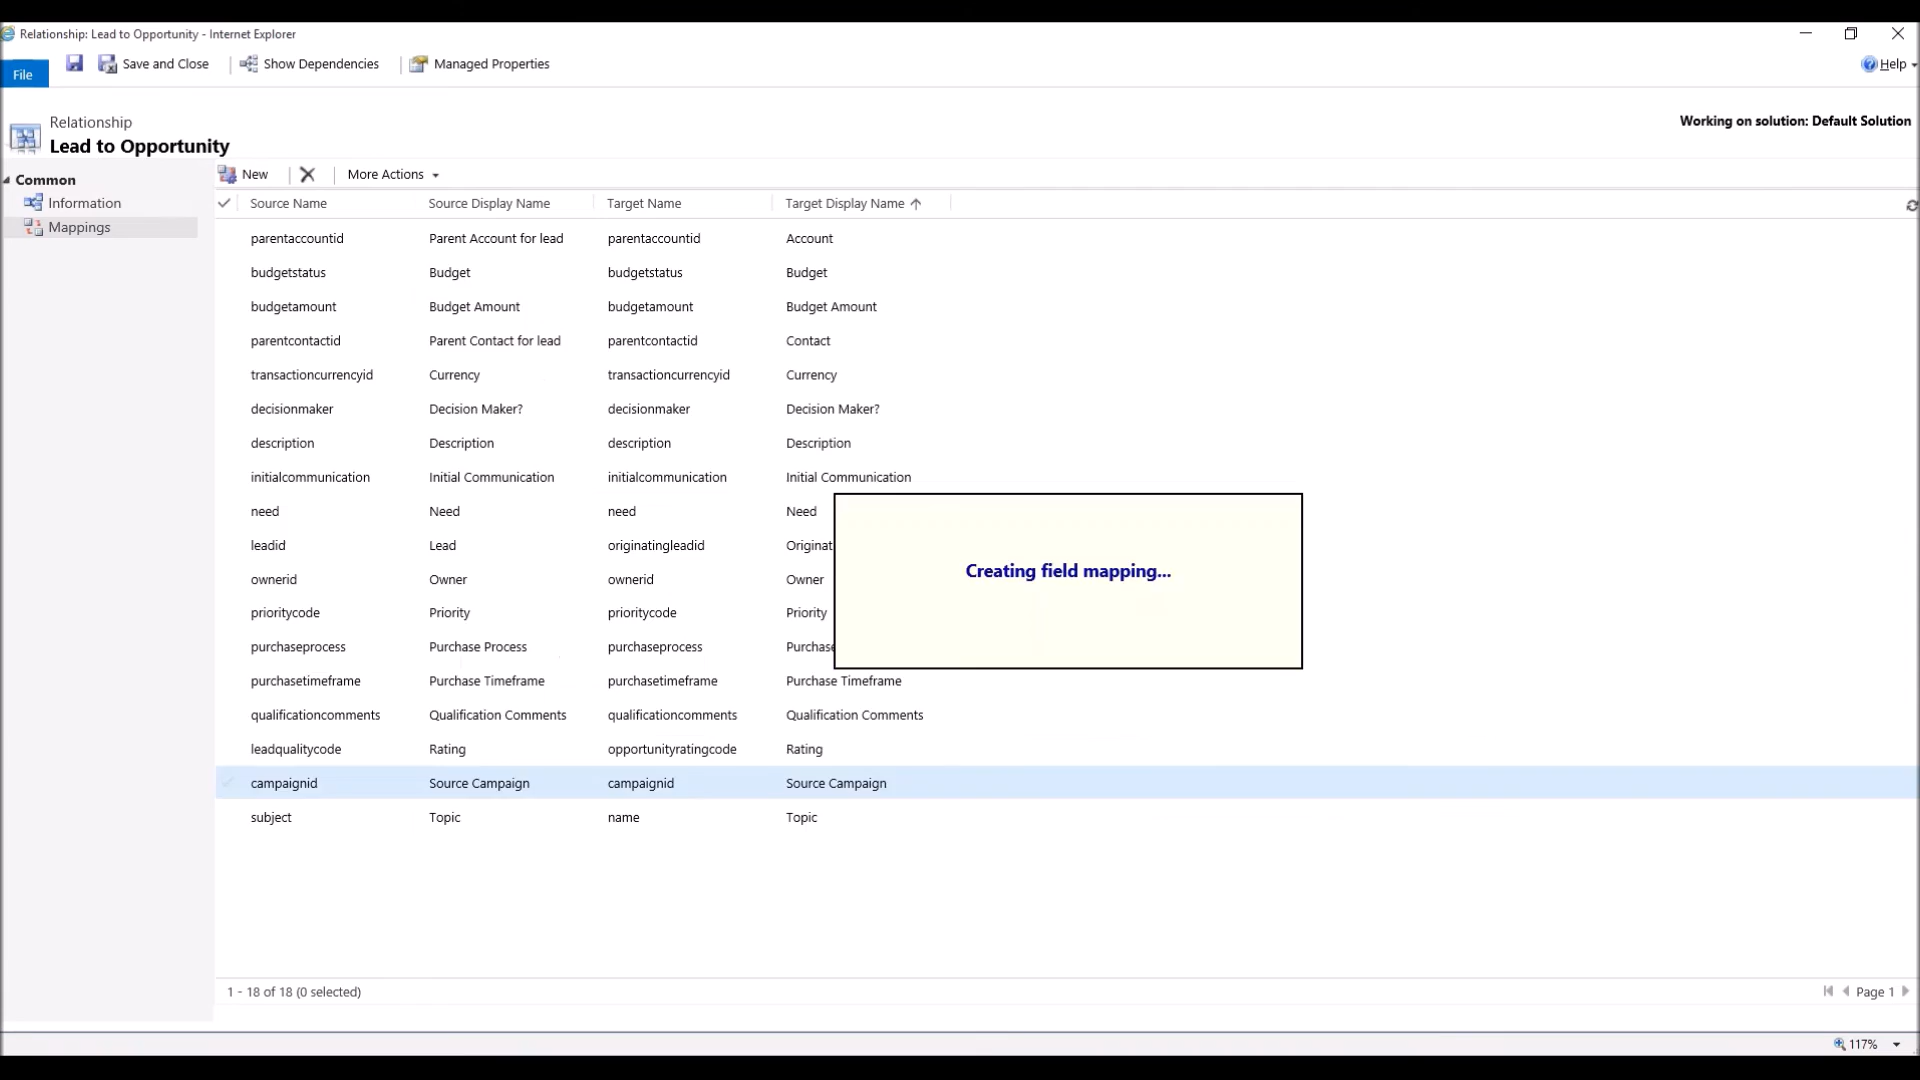 Relationship: Lead to Opportunity - Internet Explorer
File
Save and Close
Show Dependencies
Managed Properties
Help
Relationship
Lead to Opportunity
Working on solution: Default Solution
Common
Information
Mappings
New
More Actions
Source Name Source Display Name Target Name Target Display Name
parentaccountid Parent Account for lead parentaccountid Account
budgetstatus Budget budgetstatus Budget
budgetamount Budget Amount budgetamount Budget Amount
parentcontactid Parent Contact for lead parentcontactid Contact
transactioncurrencyid Currency transactioncurrencyid Currency
decisionmaker Decision Maker? decisionmaker Decision Maker?
description Description description Description
initialcommunication Initial Communication initialcommunication Initial Communication
need Need need Need
leadid Lead originatingleadid Originat
ownerid Owner ownerid Owner
prioritycode Priority prioritycode Priority
purchaseprocess Purchase Process purchaseprocess Purchase
purchasetimeframe Purchase Timeframe purchasetimeframe Purchase Timeframe
qualificationcomments Qualification Comments qualificationcomments Qualification Comments
leadqualitycode Rating opportunityratingcode Rating
campaignid Source Campaign campaignid Source Campaign
subject Topic name Topic
Creating field mapping...
1 - 18 of 18 (0 selected)
Page 1
117%